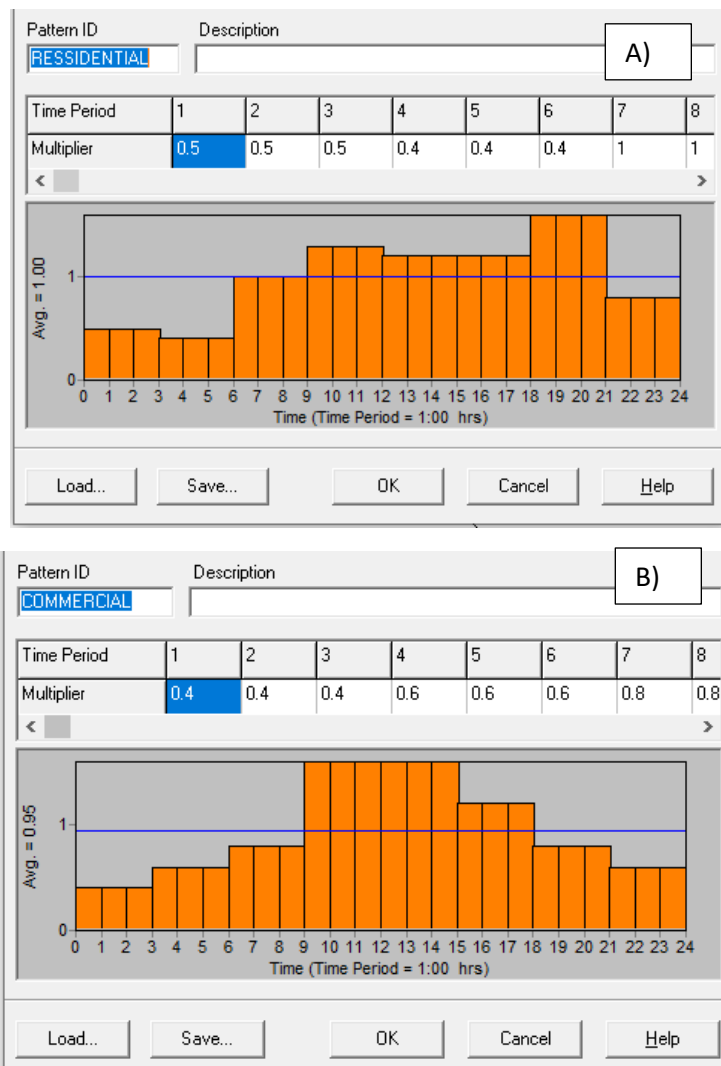 Pattern ID Description
RESSIDENTIAL
A)
Time Period 1 2 3 4 5 6 7 8
Multiplier 0.5 0.5 0.5 0.4 0.4 0.4 1 1
Avg. = 1.00
1
0
0 1 2 3 4 5 6 7 8 9 10 11 12 13 14 15 16 17 18 19 20 21 22 23 24
Time (Time Period = 1:00 hrs)
Load... Save... OK Cancel Help
Pattern ID Description
B)
COMMERCIAL
Time Period 1 2 3 4 5 6 7 8
Multiplier 0.4 0.4 0.4 0.6 0.6 0.6 0.8 0.8
Avg. = 0.95
1
0
0 1 2 3 4 5 6 7 8 9 10 11 12 13 14 15 16 17 18 19 20 21 22 23 24
Time (Time Period = 1:00 hrs)
Load... Save... OK Cancel Help